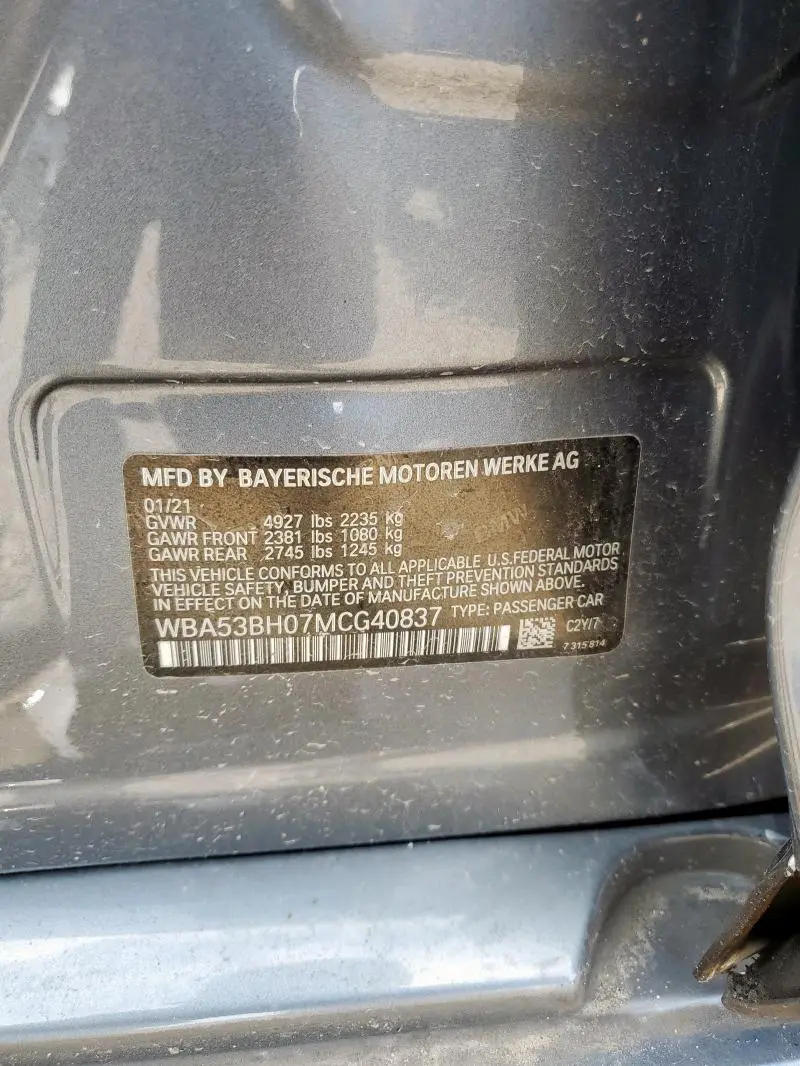 MFD BY BAYERISCHE MOTOREN WERKE AG
01/21
GVWR 4927 lbs 2235 kg
GAWR FRONT 2381 lbs 1080 kg
GAWR REAR 2745 lbs 1245 kg
BMW
THIS VEHICLE CONFORMS TO ALL APPLICABLE U.S.FEDERAL MOTOR
VEHICLE SAFETY, BUMPER AND THEFT PREVENTION STANDARDS
IN EFFECT ON THE DATE OF MANUFACTURE SHOWN ABOVE.
WBA53BH07MCG40837 TYPE: PASSENGER CAR
C2Y/7
7 315 814